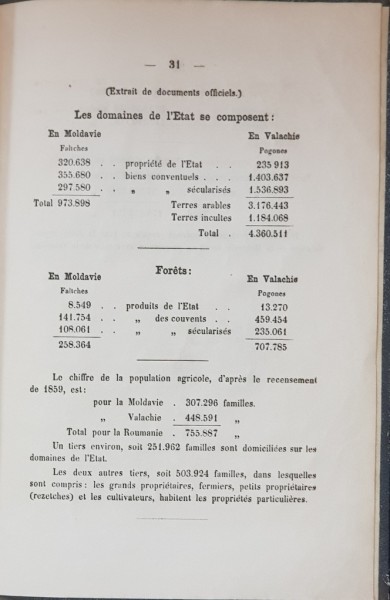 — 31 —
(Extrait de documents officiels.)
Les domaines de l'Etat se composent:
En Moldavie En Valachie
Faltches Pogones
320.638 . . propriété de l'Etat . . 235 913
355.680 . . biens conventuels . . . 1.403.637
297.580 . . „ „ sécularisés 1.536.893
Total 973.898 Terres arables 3.176.443
Terres incultes 1.184.068
Total . 4.360.511
Forêts:
En Moldavie En Valachie
Faltches Pogones
8.549 . . produits de l'Etat . . 13.270
141.754 . . „ des couvents . . 459.454
108.061 . . „ „ sécularisés 235.061
258.364 707.785
Le chiffre de la population agricole, d'après le recensement
de 1859, est:
pour la Moldavie . 307.296 familles.
„ Valachie . 448.591 „
Total pour la Roumanie . 755.887 „
Un tiers environ, soit 251.962 familles sont domiciliées sur les
domaines de l'Etat.
Les deux autres tiers, soit 503.924 familles, dans lesquelles
sont compris: les grands propriétaires, fermiers, petits propriétaires
(rezetches) et les cultivateurs, habitent les propriétés particulières.